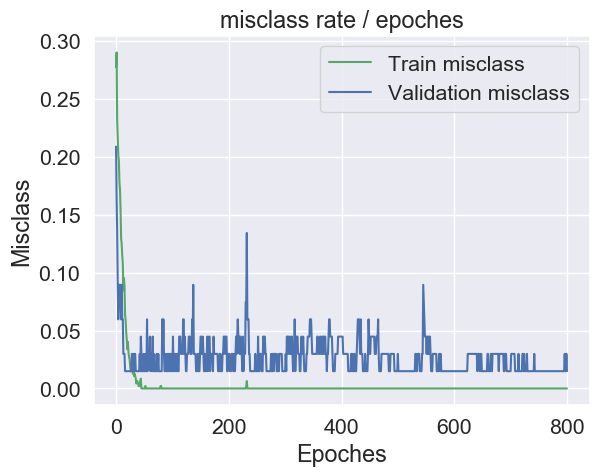 misclass rate / epoches
Train misclass
Validation misclass
0.30
0.25
0.20
0.15
0.10
0.05
0.00
Misclass
0 200 400 600 800
Epoches